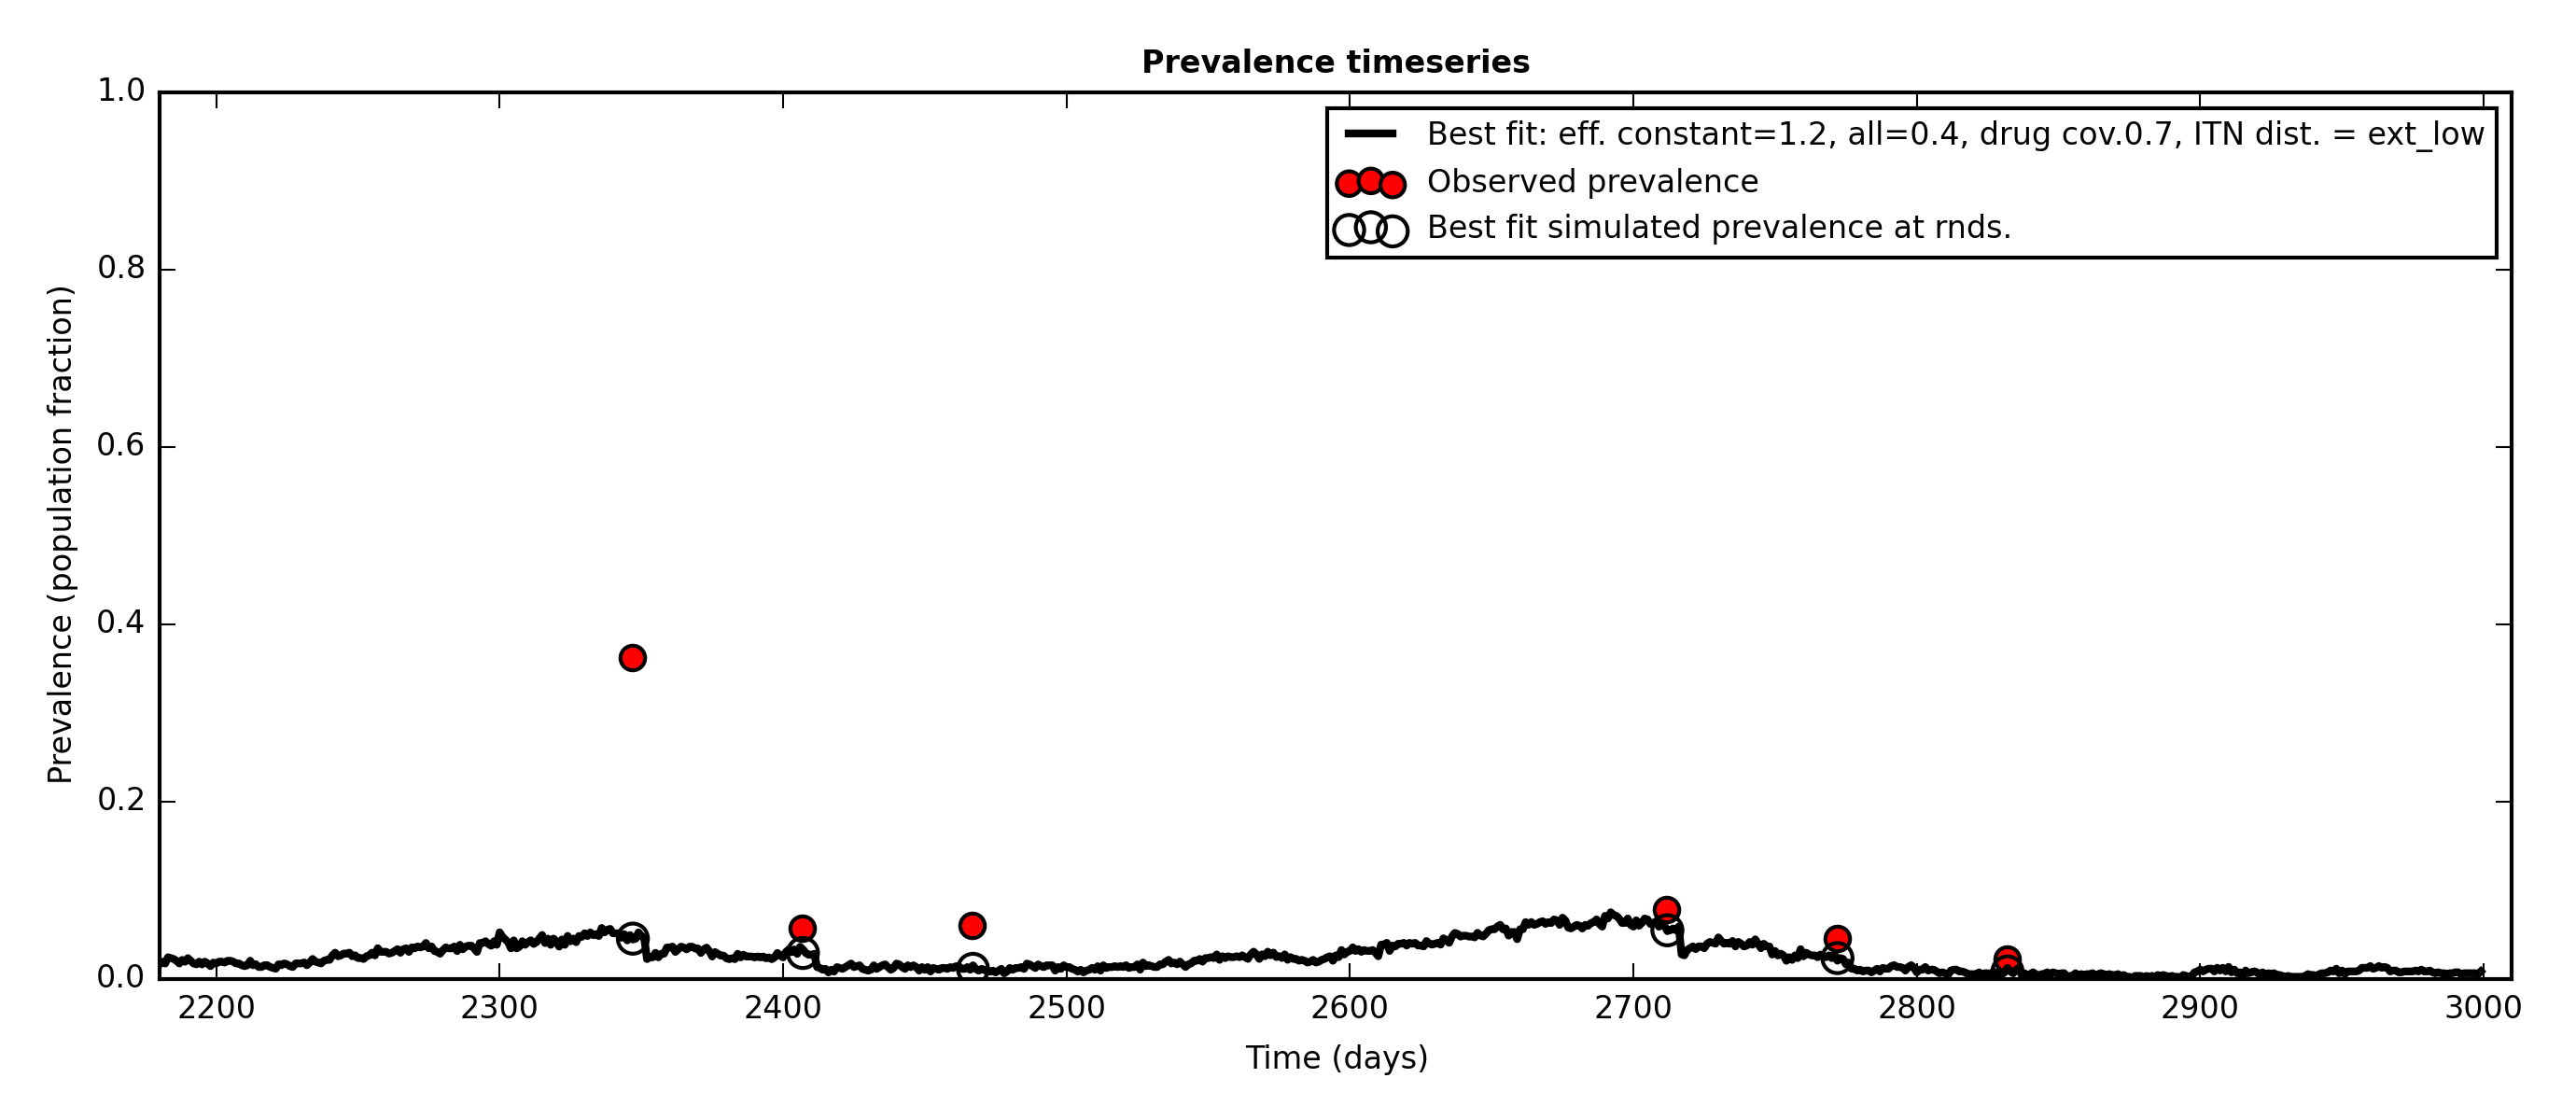 Prevalence timeseries
1.0
0.8
0.6
0.4
0.2
0.0
Prevalence (population fraction)
Best fit: eff. constant=1.2, all=0.4, drug cov.0.7, ITN dist. = ext_low
Observed prevalence
Best fit simulated prevalence at rnds.
2200 2300 2400 2500 2600 2700 2800 2900 3000
Time (days)